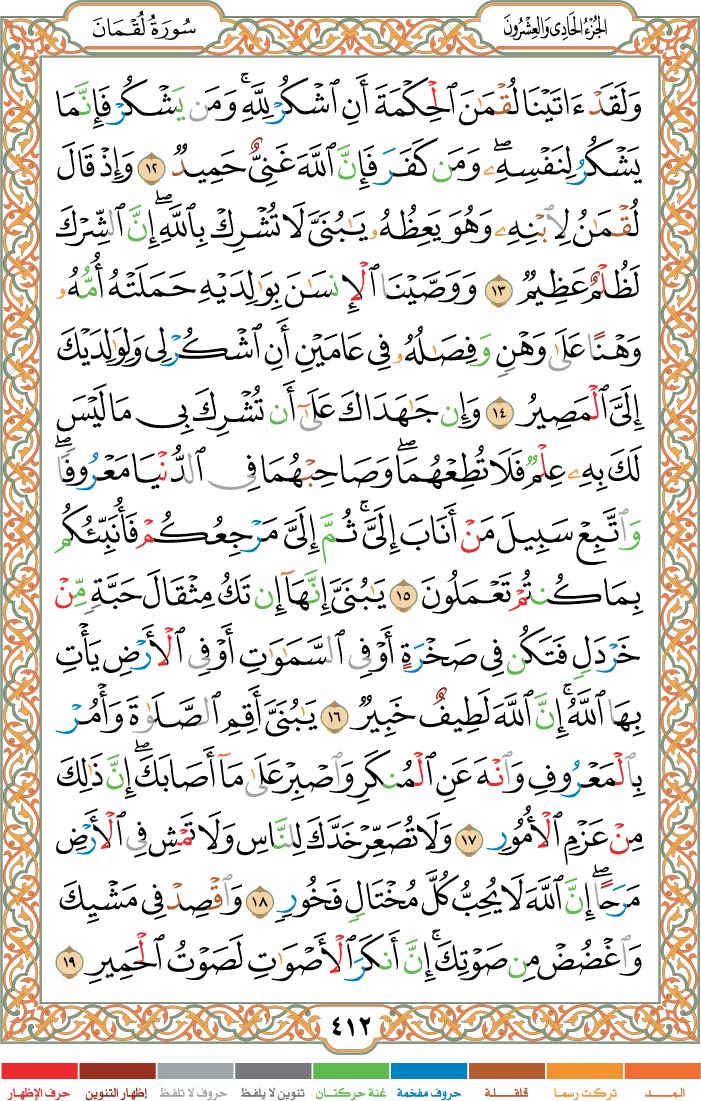 الجُزْءُ الحَادِي وَالعِشْرُونَ
سُورَةُ لُقْمَانَ
وَلَقَدْ ءَاتَيْنَا لُقْمَٰنَ ٱلْحِكْمَةَ أَنِ ٱشْكُرْ لِلَّهِ ۚ وَمَن يَشْكُرْ فَإِنَّمَا
يَشْكُرُ لِنَفْسِهِۦ ۖ وَمَن كَفَرَ فَإِنَّ ٱللَّهَ غَنِىٌّ حَمِيدٌ ١٢ وَإِذْ قَالَ
لُقْمَٰنُ لِٱبْنِهِۦ وَهُوَ يَعِظُهُۥ يَٰبُنَىَّ لَا تُشْرِكْ بِٱللَّهِ ۖ إِنَّ ٱلشِّرْكَ
لَظُلْمٌ عَظِيمٌ ١٣ وَوَصَّيْنَا ٱلْإِنسَٰنَ بِوَٰلِدَيْهِ حَمَلَتْهُ أُمُّهُۥ
وَهْنًا عَلَىٰ وَهْنٍ وَفِصَٰلُهُۥ فِى عَامَيْنِ أَنِ ٱشْكُرْ لِى وَلِوَٰلِدَيْكَ
إِلَىَّ ٱلْمَصِيرُ ١٤ وَإِن جَٰهَدَاكَ عَلَىٰٓ أَن تُشْرِكَ بِى مَا لَيْسَ
لَكَ بِهِۦ عِلْمٌ فَلَا تُطِعْهُمَا ۖ وَصَاحِبْهُمَا فِى ٱلدُّنْيَا مَعْرُوفًا ۖ
وَٱتَّبِعْ سَبِيلَ مَنْ أَنَابَ إِلَىَّ ۚ ثُمَّ إِلَىَّ مَرْجِعُكُمْ فَأُنَبِّئُكُم
بِمَا كُنتُمْ تَعْمَلُونَ ١٥ يَٰبُنَىَّ إِنَّهَآ إِن تَكُ مِثْقَالَ حَبَّةٍ مِّنْ
خَرْدَلٍ فَتَكُن فِى صَخْرَةٍ أَوْ فِى ٱلسَّمَٰوَٰتِ أَوْ فِى ٱلْأَرْضِ يَأْتِ
بِهَا ٱللَّهُ ۚ إِنَّ ٱللَّهَ لَطِيفٌ خَبِيرٌ ١٦ يَٰبُنَىَّ أَقِمِ ٱلصَّلَوٰةَ وَأْمُرْ
بِٱلْمَعْرُوفِ وَٱنْهَ عَنِ ٱلْمُنكَرِ وَٱصْبِرْ عَلَىٰ مَآ أَصَابَكَ ۖ إِنَّ ذَٰلِكَ
مِنْ عَزْمِ ٱلْأُمُورِ ١٧ وَلَا تُصَعِّرْ خَدَّكَ لِلنَّاسِ وَلَا تَمْشِ فِى ٱلْأَرْضِ
مَرَحًا ۖ إِنَّ ٱللَّهَ لَا يُحِبُّ كُلَّ مُخْتَالٍ فَخُورٍ ١٨ وَٱقْصِدْ فِى مَشْيِكَ
وَٱغْضُضْ مِن صَوْتِكَ ۚ إِنَّ أَنكَرَ ٱلْأَصْوَٰتِ لَصَوْتُ ٱلْحَمِيرِ ١٩
٤١٢
المـــد تركت رسما قلقـلـة حروف مفخمة غنة حركتـان تنوين لا يلفظ حروف لا تلفظ إظهار التنوين حرف الإظهار